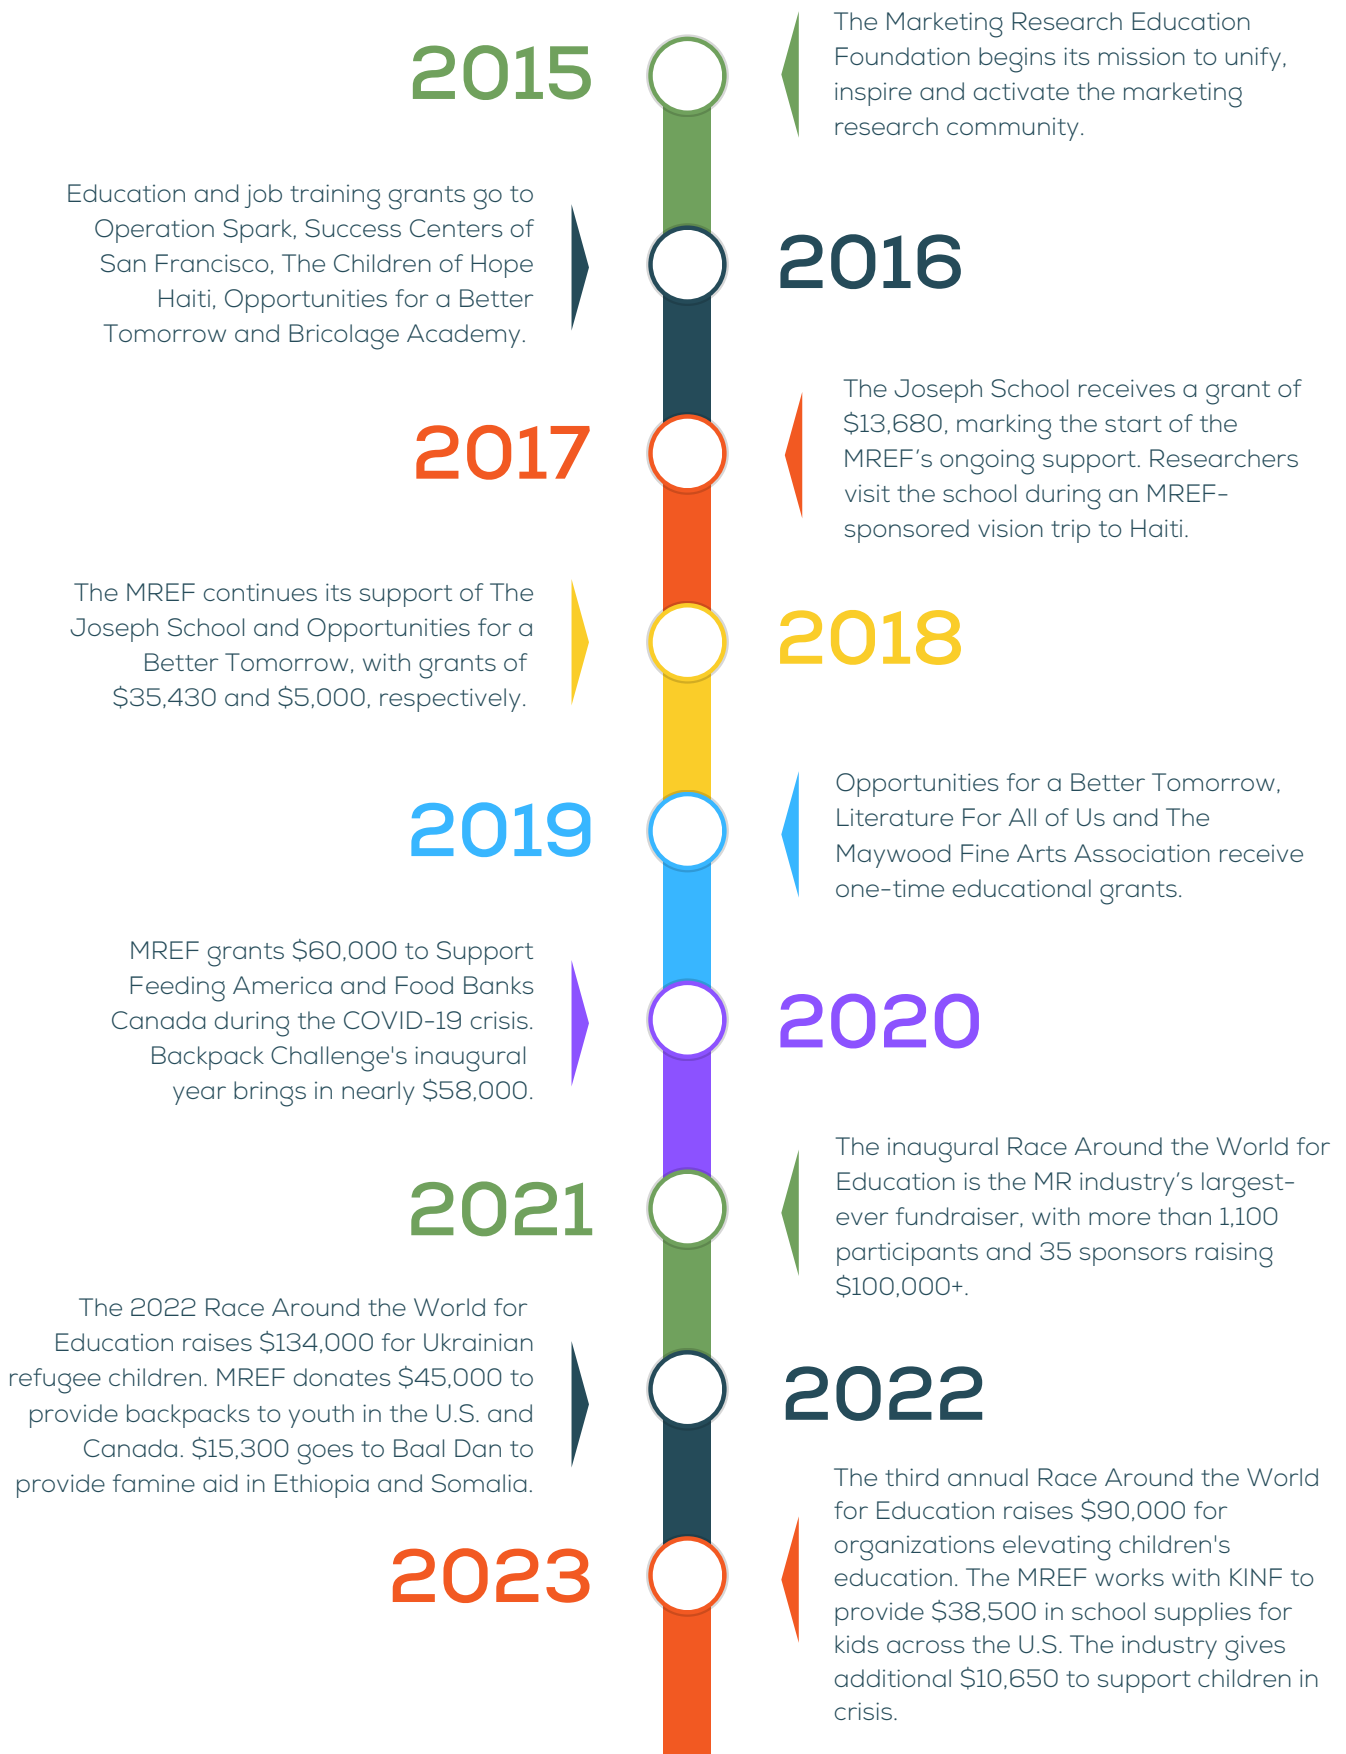 2015
The Marketing Research Education
Foundation begins its mission to unify,
inspire and activate the marketing
research community.
Education and job training grants go to
Operation Spark, Success Centers of
San Francisco, The Children of Hope
Haiti, Opportunities for a Better
Tomorrow and Bricolage Academy.
2016
2017
The Joseph School receives a grant of
$13,680, marking the start of the
MREF’s ongoing support. Researchers
visit the school during an MREF-
sponsored vision trip to Haiti.
The MREF continues its support of The
Joseph School and Opportunities for a
Better Tomorrow, with grants of
$35,430 and $5,000, respectively.
2018
2019
Opportunities for a Better Tomorrow,
Literature For All of Us and The
Maywood Fine Arts Association receive
one-time educational grants.
MREF grants $60,000 to Support
Feeding America and Food Banks
Canada during the COVID-19 crisis.
Backpack Challenge's inaugural
year brings in nearly $58,000.
2020
2021
The inaugural Race Around the World for
Education is the MR industry’s largest-
ever fundraiser, with more than 1,100
participants and 35 sponsors raising
$100,000+.
The 2022 Race Around the World for
Education raises $134,000 for Ukrainian
refugee children. MREF donates $45,000 to
provide backpacks to youth in the U.S. and
Canada. $15,300 goes to Baal Dan to
provide famine aid in Ethiopia and Somalia.
2022
2023
The third annual Race Around the World
for Education raises $90,000 for
organizations elevating children's
education. The MREF works with KINF to
provide $38,500 in school supplies for
kids across the U.S. The industry gives
additional $10,650 to support children in
crisis.